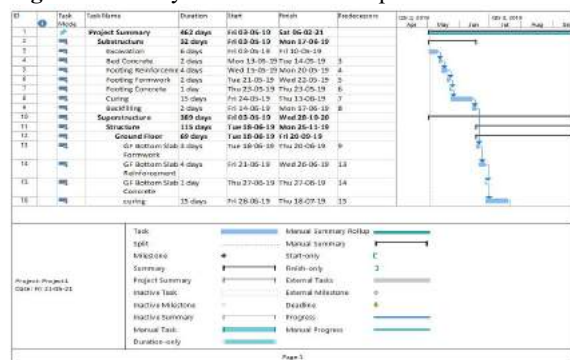 ID Task Mode Task Name Duration Start Finish Predecessors Qtr 2, 2019 Qtr 3, 2019
Apr May Jun Jul Aug Sep
1 Project Summary 462 days Fri 03-05-19 Sat 06-02-21
2 Substructure 32 days Fri 03-05-19 Mon 17-06-19
3 Excavation 6 days Fri 03-05-19 Fri 10-05-19
4 Bed Concrete 2 days Mon 13-05-19 Tue 14-05-19 3
5 Footing Reinforceme 4 days Wed 15-05-19 Mon 20-05-19 4
6 Footing Formwork 2 days Tue 21-05-19 Wed 22-05-19 5
7 Footing Concrete 1 day Thu 23-05-19 Thu 23-05-19 6
8 Curing 15 days Fri 24-05-19 Thu 13-06-19 7
9 Backfilling 2 days Fri 14-06-19 Mon 17-06-19 8
10 Superstructure 389 days Fri 03-05-19 Wed 28-10-20
11 Structure 115 days Tue 18-06-19 Mon 25-11-19
12 Ground Floor 69 days Tue 18-06-19 Fri 20-09-19
13 GF Bottom Slab 3 days Tue 18-06-19 Thu 20-06-19 9
Formwork
14 GF Bottom Slab 4 days Fri 21-06-19 Wed 26-06-19 13
Reinforcement
15 GF Bottom Slab 1 day Thu 27-06-19 Thu 27-06-19 14
Concrete
16 curing 15 days Fri 28-06-19 Thu 18-07-19 15
Project: Project1
Date: Fri 21-05-21
Task Manual Summary Rollup
Split Manual Summary
Milestone Start-only
Summary Finish-only
Project Summary External Tasks
Inactive Task External Milestone
Inactive Milestone Deadline
Inactive Summary Progress
Manual Task Manual Progress
Duration-only
Page 1